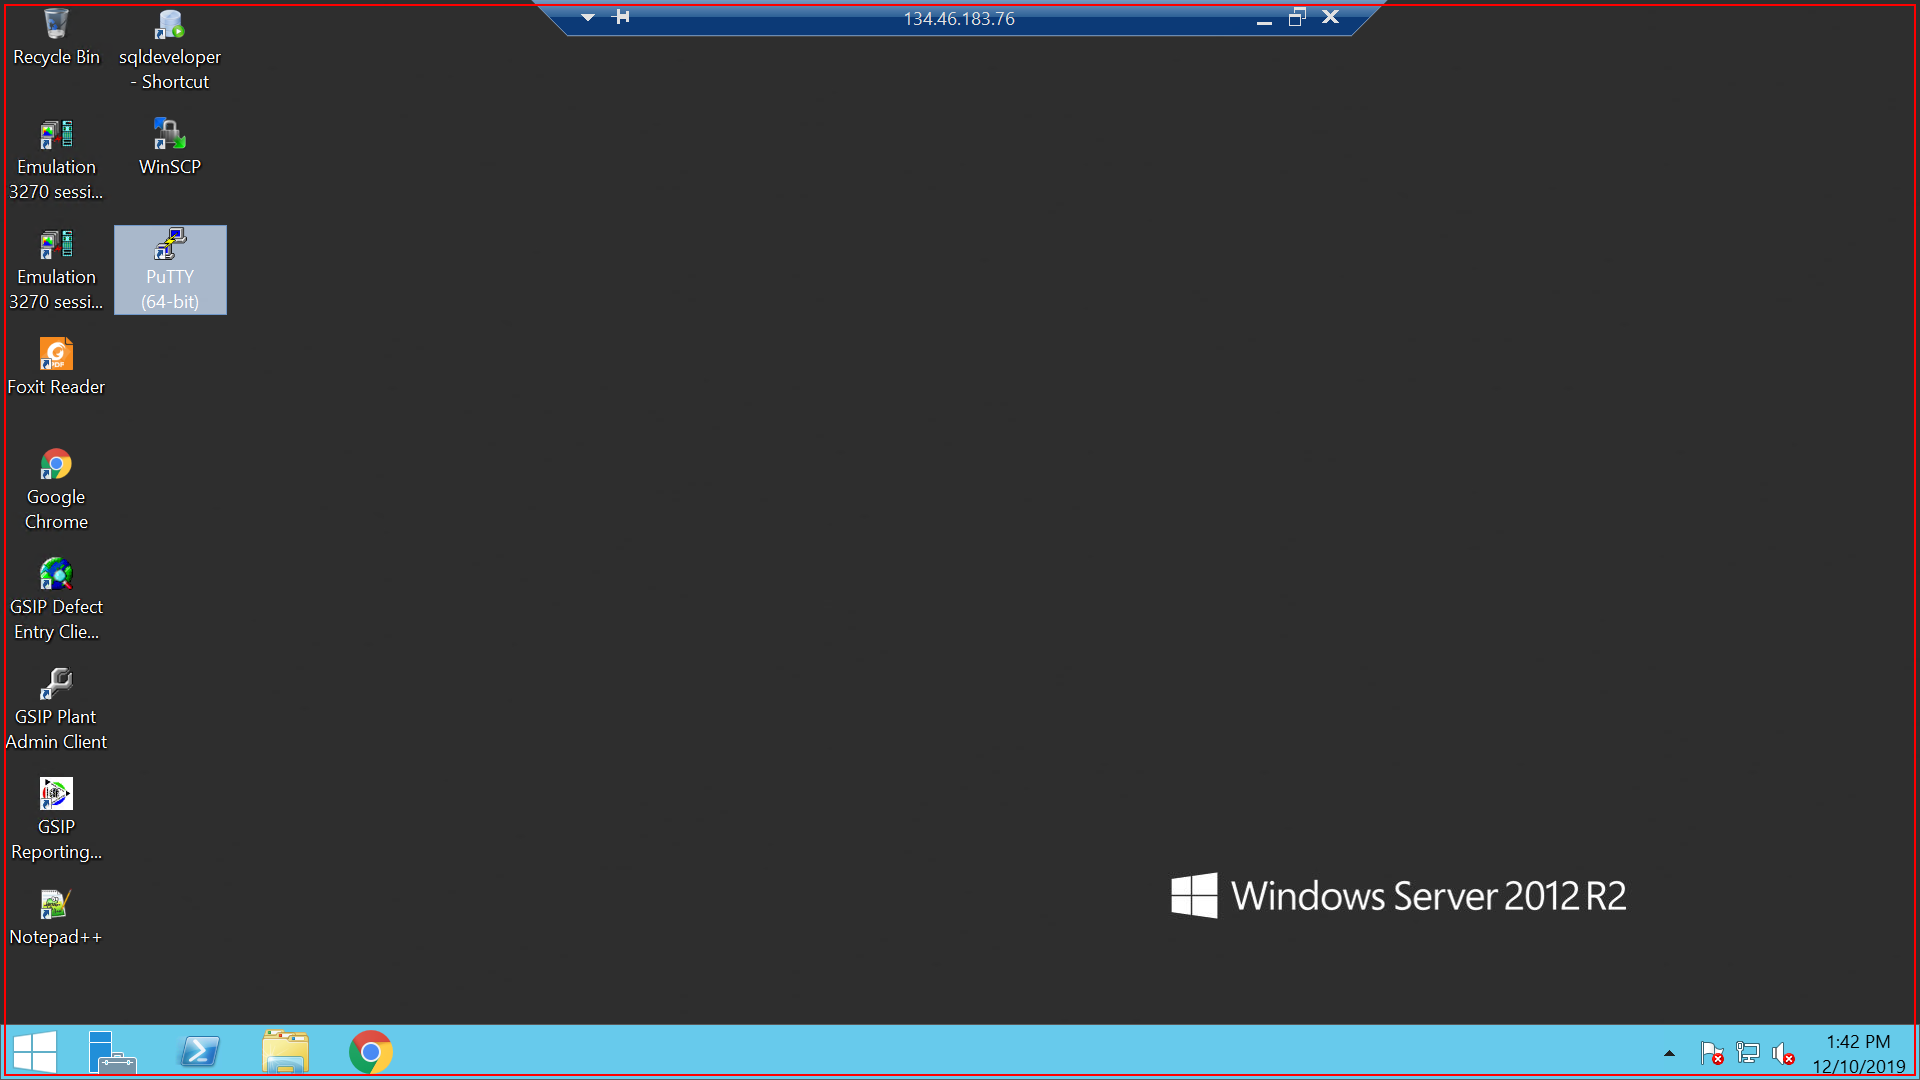 134.46.183.76
Recycle Bin
sqldeveloper
- Shortcut
Emulation
3270 sessi...
WinSCP
Emulation
3270 sessi...
PuTTY
(64-bit)
Foxit Reader
Google
Chrome
GSIP Defect
Entry Clie...
GSIP Plant
Admin Client
GSIP
Reporting...
Notepad++
Windows Server 2012 R2
1:42 PM
12/10/2019